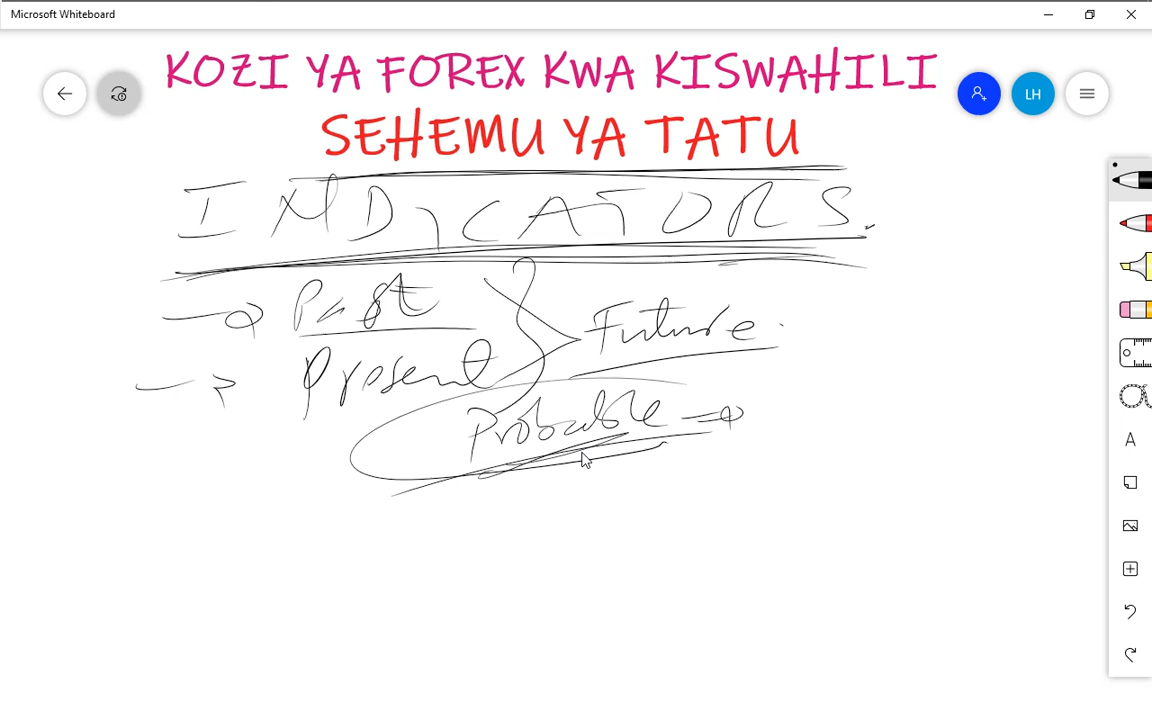 Microsoft Whiteboard
KOZI YA FOREX KWA KISWAHILI
LH
SEHEMU YA TATU
INDICATORS.
Past
Future.
Present
Probable
A